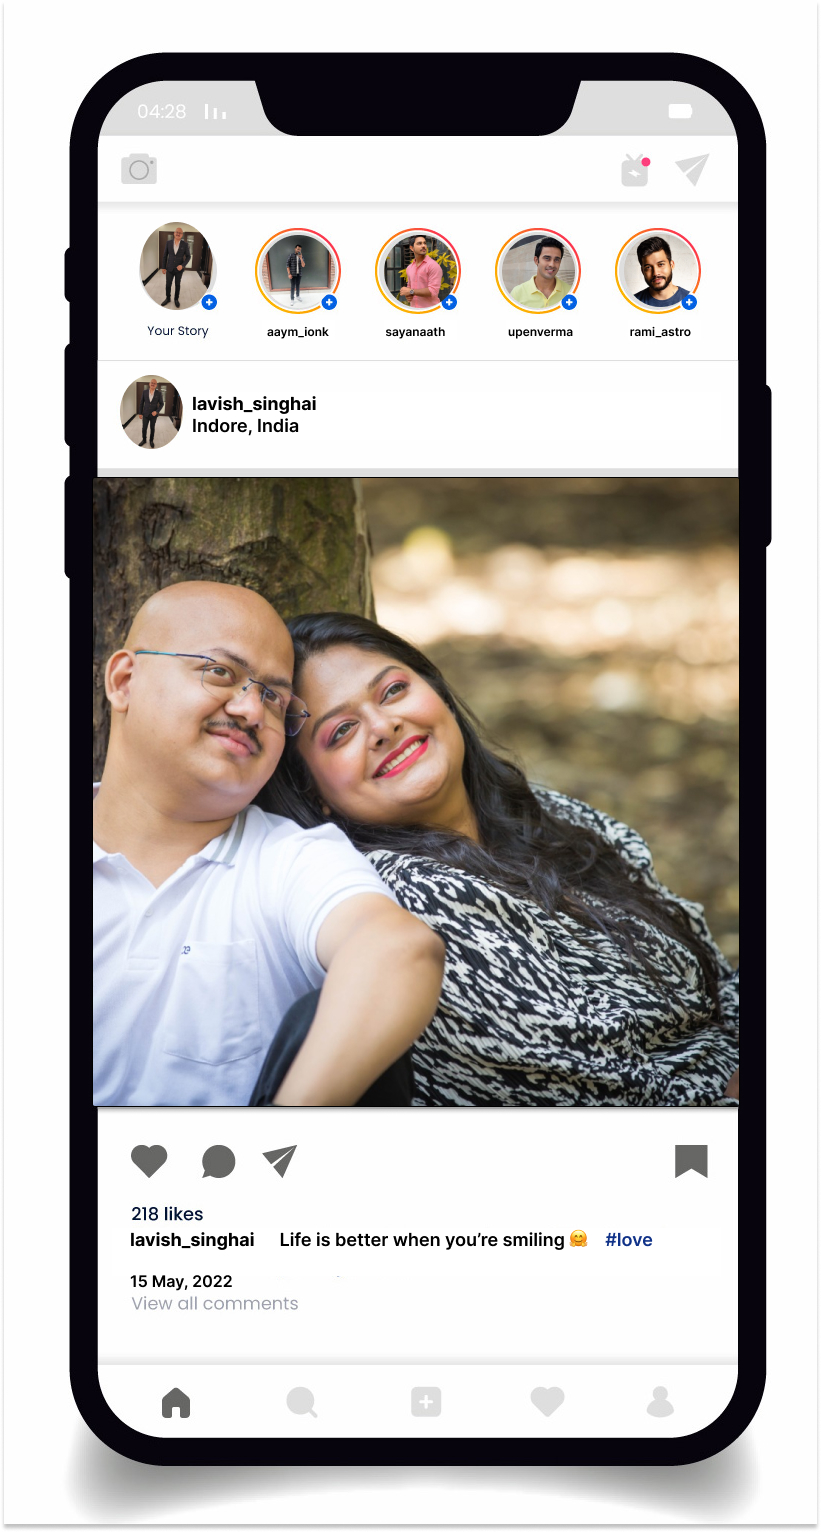 04:28
Your Story
aaym_ionk
sayanaath
upenverma
rami_astro
lavish_singhai
Indore, India
218 likes
lavish_singhai Life is better when you’re smiling 🤗 #love
15 May, 2022
View all comments